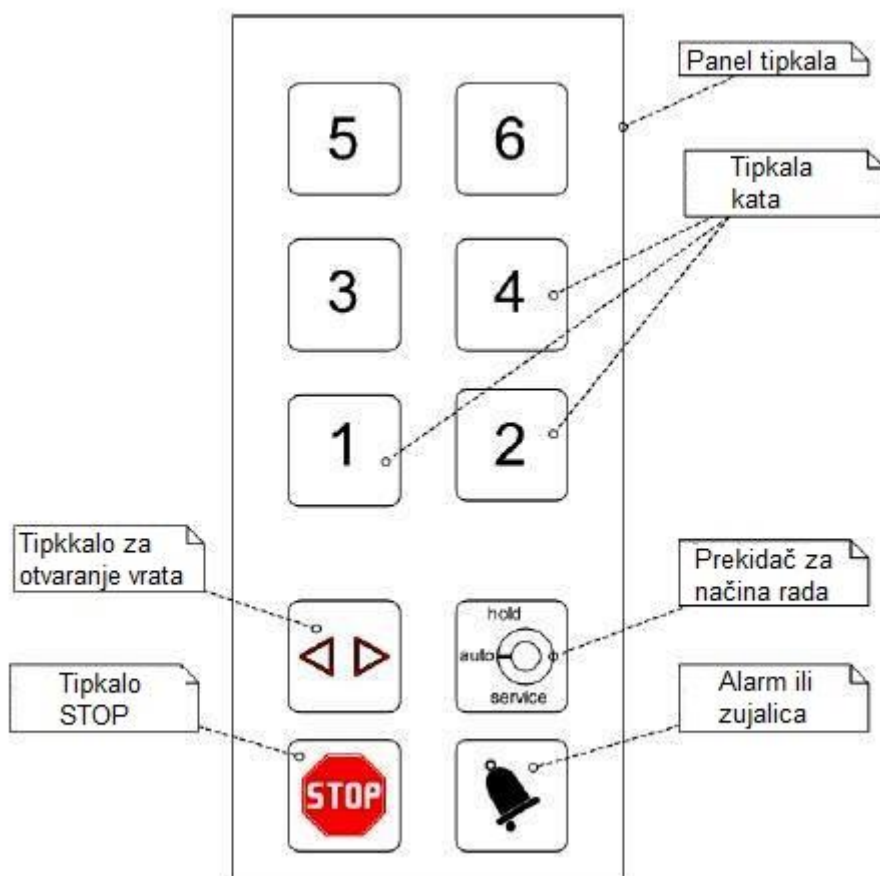 Panel tipkala
5 6
Tipkala
kata
3 4
1 2
Tipkkalo za
otvaranje vrata
Prekidač za
načina rada
hold
auto
service
Tipkalo
STOP
Alarm ili
zujalica
STOP